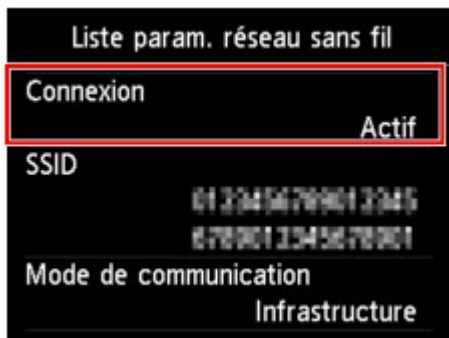 Liste param. réseau sans fil
Connexion
Actif
SSID
Mode de communication
Infrastructure